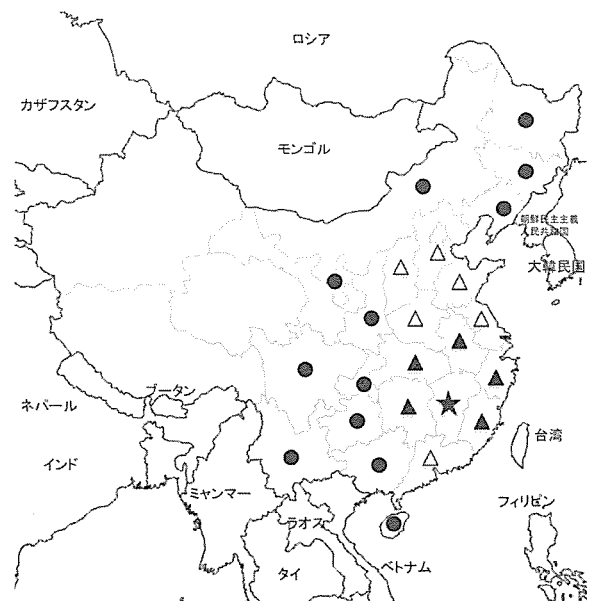 ロシア
カザフスタン
モンゴル
朝鮮民主主義
人民共和国
大韓民国
ブータン
ネパール
台湾
インド
ミャンマー
フィリピン
ラオス
ベトナム
タイ